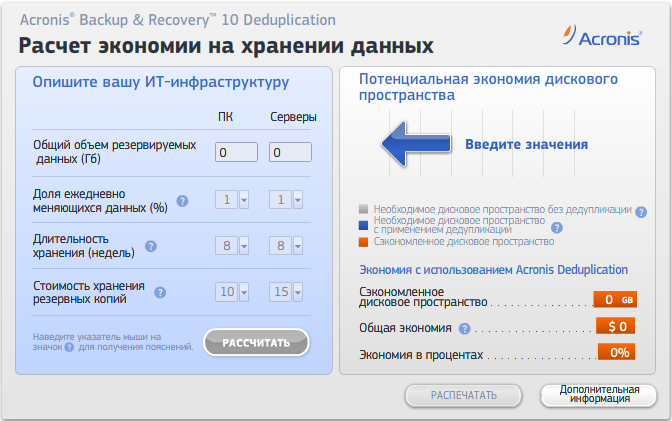 Acronis® Backup & Recovery™ 10 Deduplication
Расчет экономии на хранении данных
Acronis®
Опишите вашу ИТ-инфраструктуру
ПК Серверы
Общий объем резервируемых
данных (Гб)
0 0
Доля ежедневно
меняющихся данных (%) ?
1 1
Длительность
хранения (недель) ?
8 8
Стоимость хранения
резервных копий ?
10 15
Наведите указатель мыши на
значок ? для получения пояснений.
РАССЧИТАТЬ
Потенциальная экономия дискового
пространства
Введите значения
Необходимое дисковое пространство без дедупликации ?
Необходимое дисковое пространство
с применением дедупликации ?
Сэкономленное дисковое пространство
Экономия с использованием Acronis Deduplication
Сэкономленное
дисковое пространство 0 GB
Общая экономия ? $ 0
Экономия в процентах 0%
РАСПЕЧАТАТЬ
Дополнительная
информация